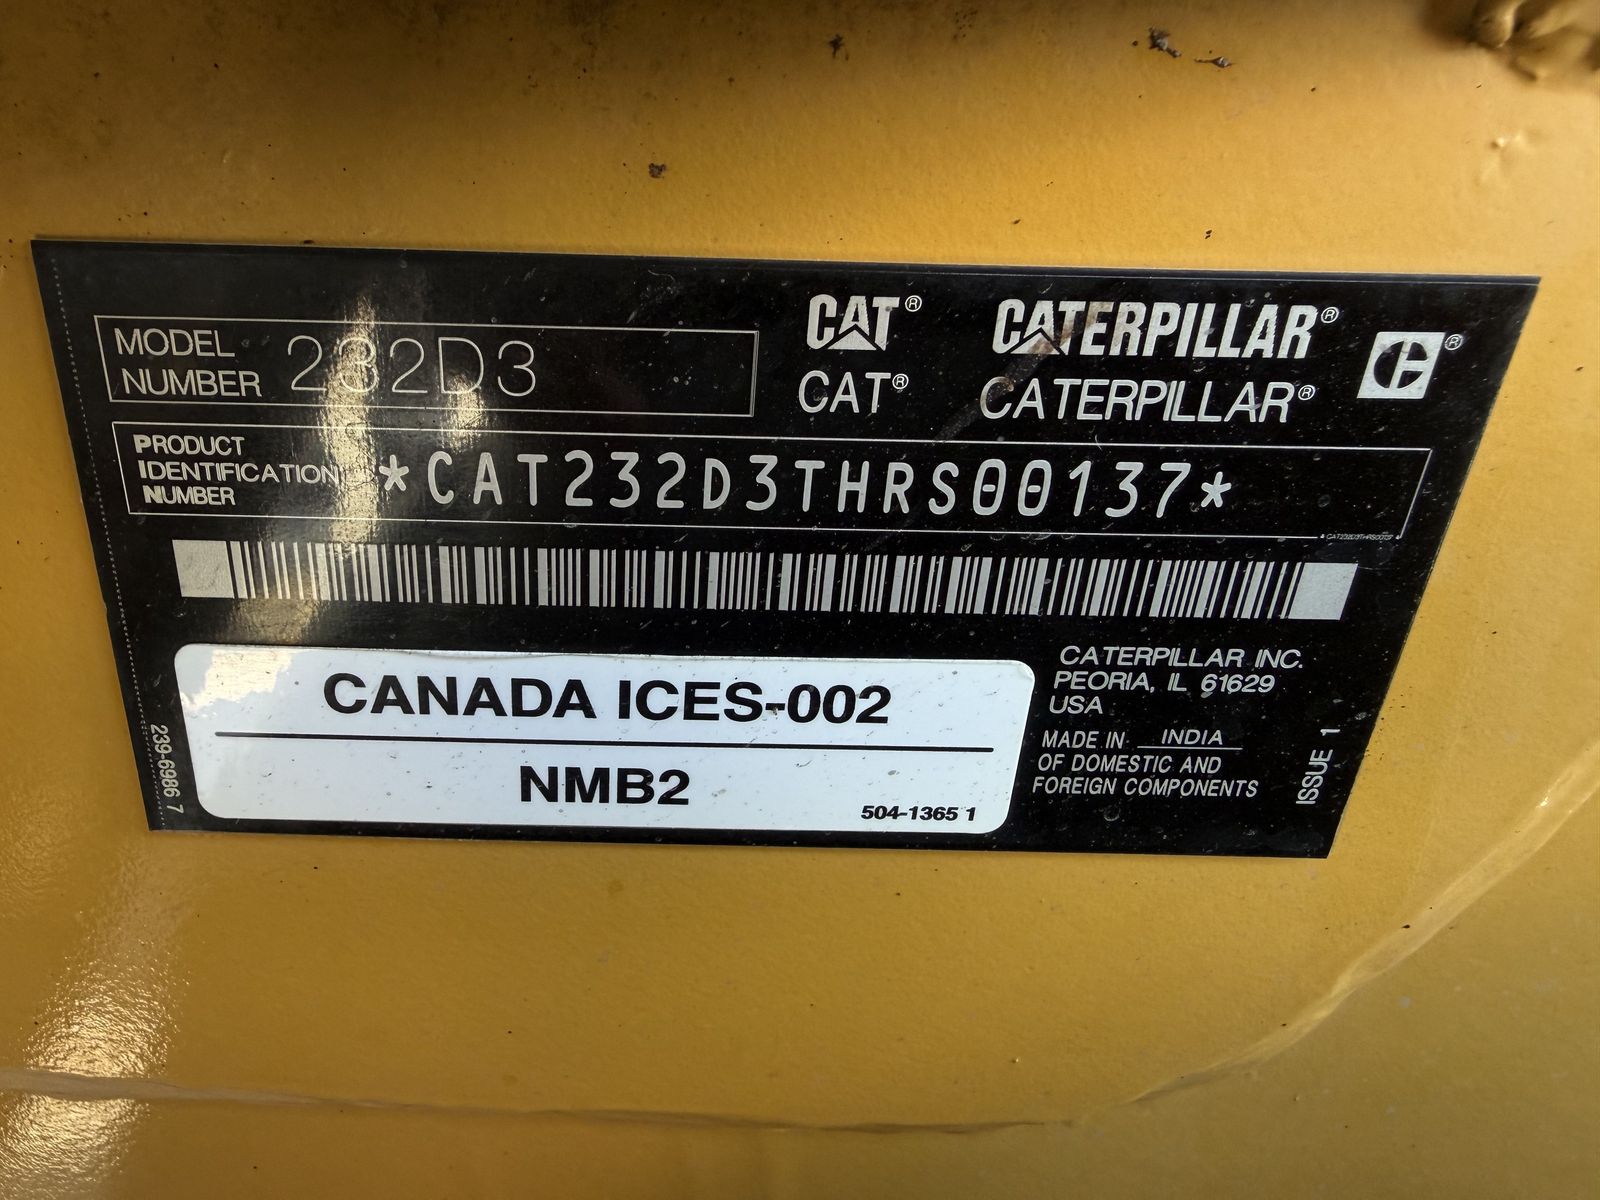 MODEL NUMBER 232D3
CAT® CATERPILLAR®
CAT® CATERPILLAR®
PRODUCT IDENTIFICATION NUMBER *CAT232D3THRS00137*
CAT232D3THRS00137
CANADA ICES-002
NMB2
504-1365 1
CATERPILLAR INC.
PEORIA, IL 61629
USA
MADE IN INDIA
OF DOMESTIC AND
FOREIGN COMPONENTS
ISSUE 1
239-6986 7